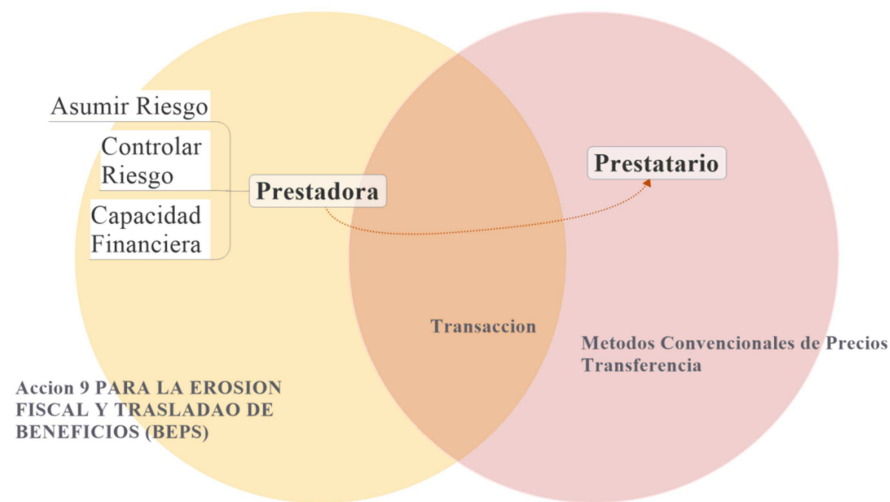 Asumir Riesgo
Controlar
Riesgo
Capacidad
Financiera
Prestadora
Prestatario
Transaccion
Metodos Convencionales de Precios
Transferencia
Accion 9 PARA LA EROSION
FISCAL Y TRASLADAO DE
BENEFICIOS (BEPS)